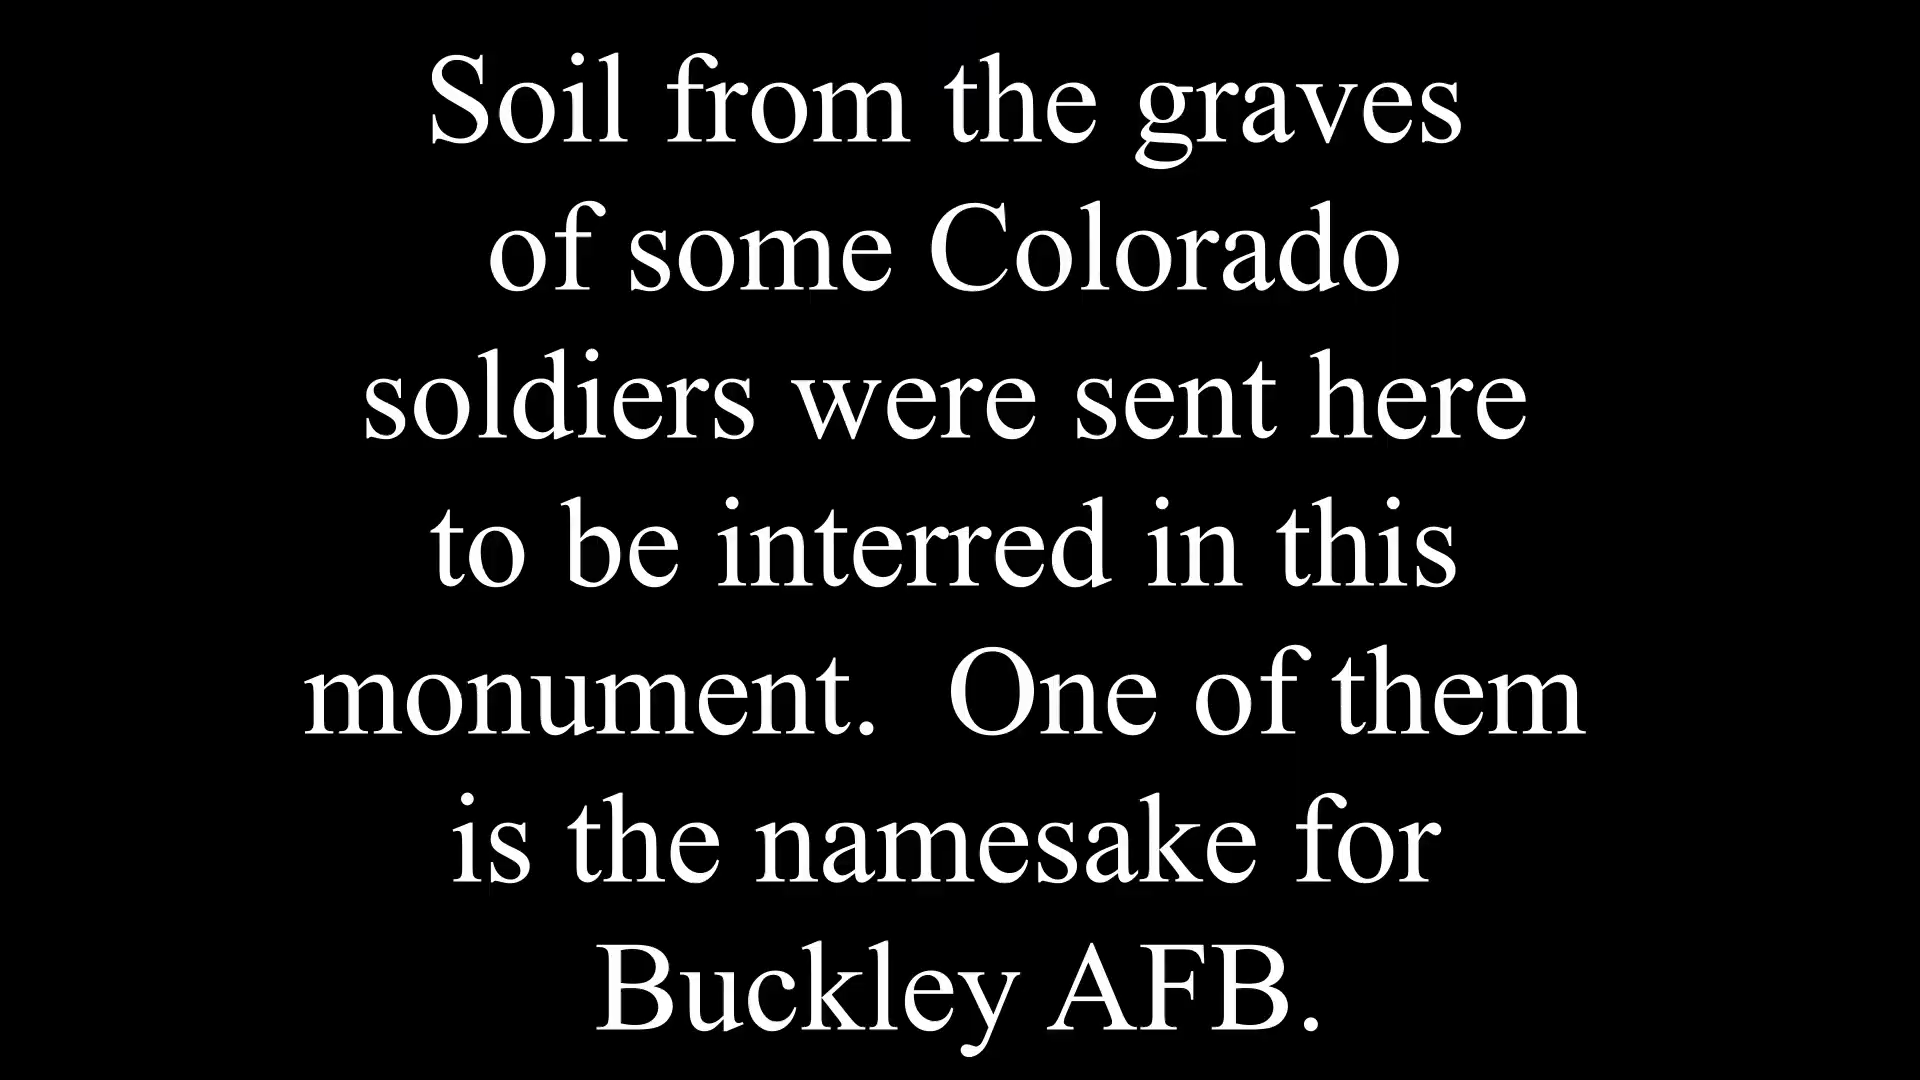 Soil from the graves
of some Colorado
soldiers were sent here
to be interred in this
monument.  One of them
is the namesake for
Buckley AFB.